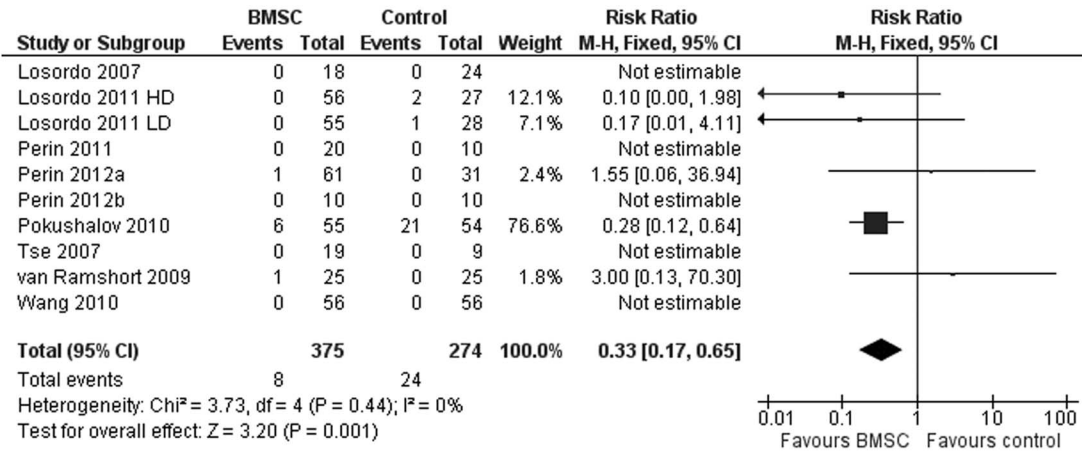 BMSC Control Risk Ratio Risk Ratio
Study or Subgroup Events Total Events Total Weight M-H, Fixed, 95% CI M-H, Fixed, 95% CI
Losordo 2007 0 18 0 24 Not estimable
Losordo 2011 HD 0 56 2 27 12.1% 0.10 [0.00, 1.98]
Losordo 2011 LD 0 55 1 28 7.1% 0.17 [0.01, 4.11]
Perin 2011 0 20 0 10 Not estimable
Perin 2012a 1 61 0 31 2.4% 1.55 [0.06, 36.94]
Perin 2012b 0 10 0 10 Not estimable
Pokushalov 2010 6 55 21 54 76.6% 0.28 [0.12, 0.64]
Tse 2007 0 19 0 9 Not estimable
van Ramshort 2009 1 25 0 25 1.8% 3.00 [0.13, 70.30]
Wang 2010 0 56 0 56 Not estimable
Total (95% CI) 375 274 100.0% 0.33 [0.17, 0.65]
Total events 8 24
Heterogeneity: Chi² = 3.73, df = 4 (P = 0.44); I² = 0%
Test for overall effect: Z = 3.20 (P = 0.001)
0.01 0.1 1 10 100
Favours BMSC Favours control